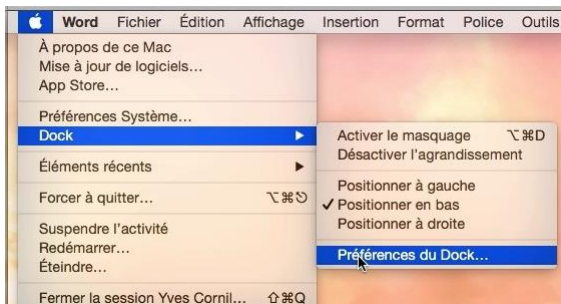 Word Fichier Édition Affichage Insertion Format Police Outils
À propos de ce Mac
Mise à jour de logiciels...
App Store...
Préférences Système...
Dock ▶
Éléments récents ▶
Forcer à quitter... ⌥⌘⎋
Suspendre l'activité
Redémarrer...
Éteindre...
Fermer la session Yves Cornil... ⇧⌘Q
Activer le masquage ⌥⌘D
Désactiver l'agrandissement
Positionner à gauche
✓ Positionner en bas
Positionner à droite
Préférences du Dock...